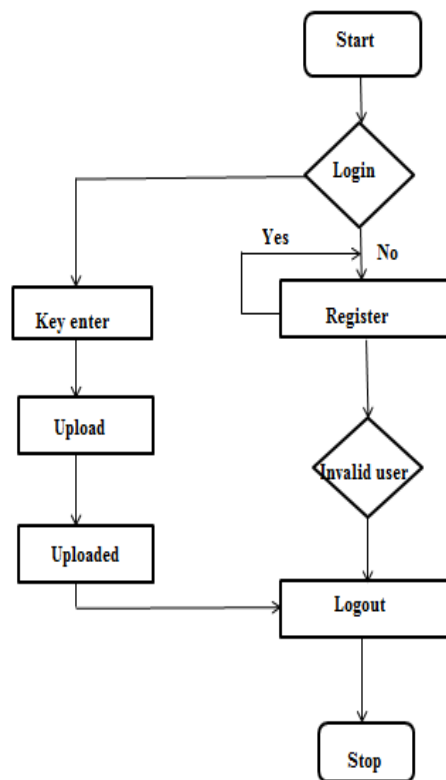 Start
Login
Yes
No
Key enter
Register
Upload
Invalid user
Uploaded
Logout
Stop